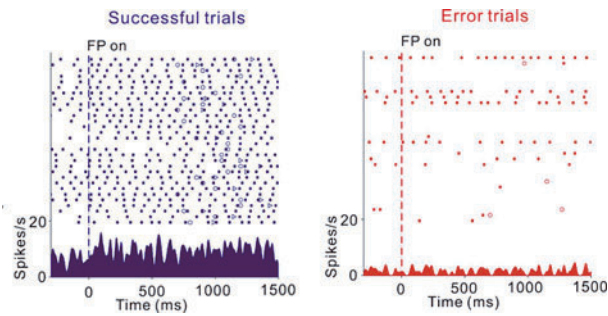 Successful trials
FP on
20
0
Spikes/s
0
500
1000
1500
Time (ms)
Error trials
FP on
20
0
Spikes/s
0
500
1000
1500
Time (ms)